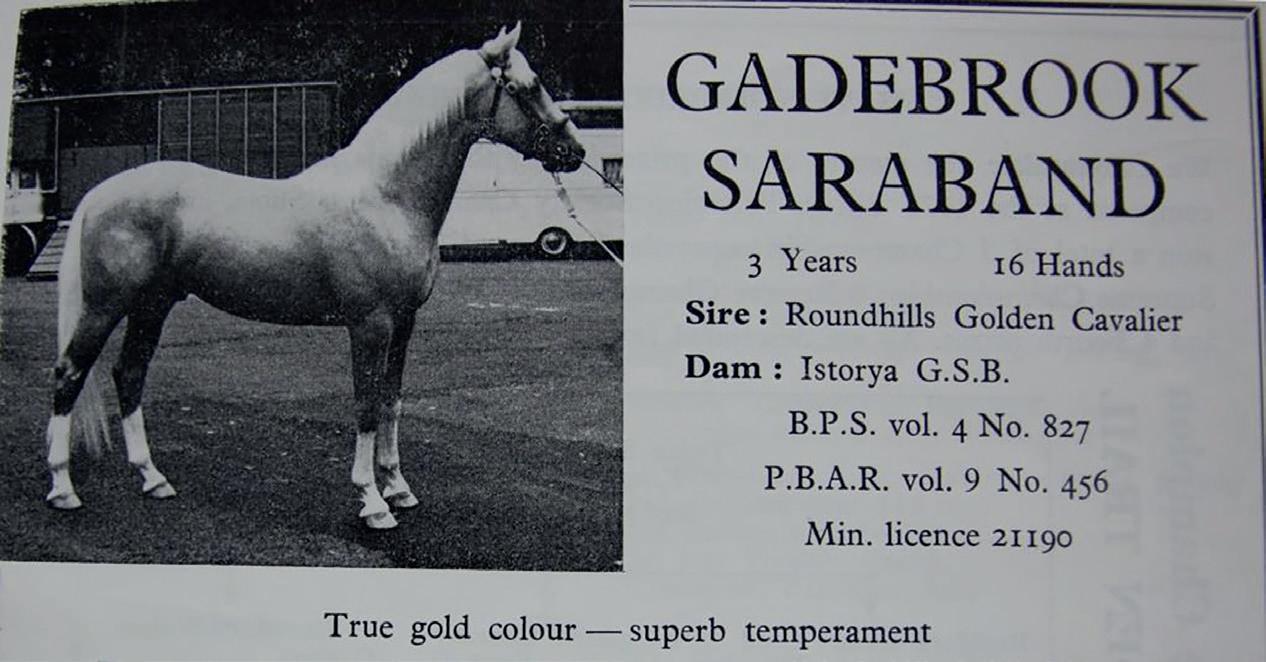 GADEBROOK
SARABAND
3 Years 16 Hands
Sire : Roundhills Golden Cavalier
Dam : Istorya G.S.B.
B.P.S. vol. 4 No. 827
P.B.A.R. vol. 9 No. 456
Min. licence 21190
True gold colour — superb temperament